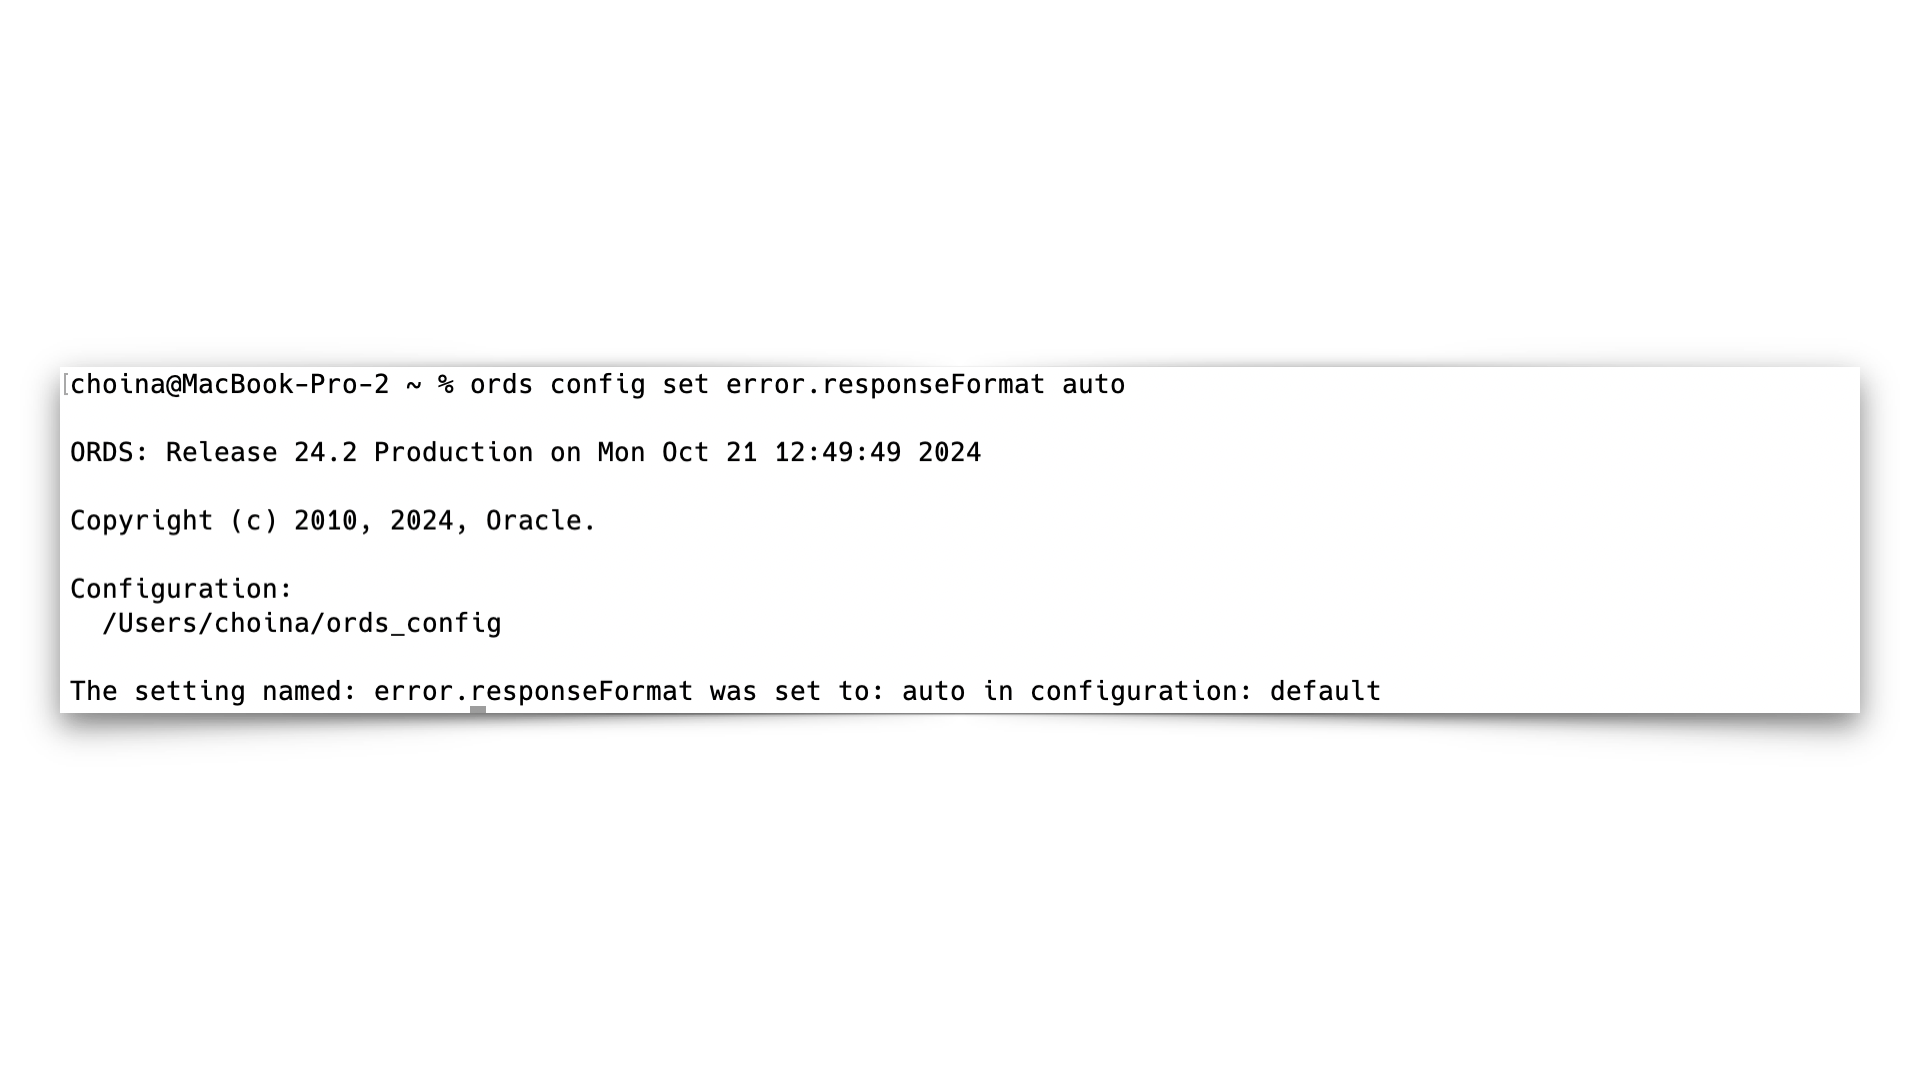 [choina@MacBook-Pro-2 ~ % ords config set error.responseFormat auto
ORDS: Release 24.2 Production on Mon Oct 21 12:49:49 2024
Copyright (c) 2010, 2024, Oracle.
Configuration:
/Users/choina/ords_config
The setting named: error.responseFormat was set to: auto in configuration: default